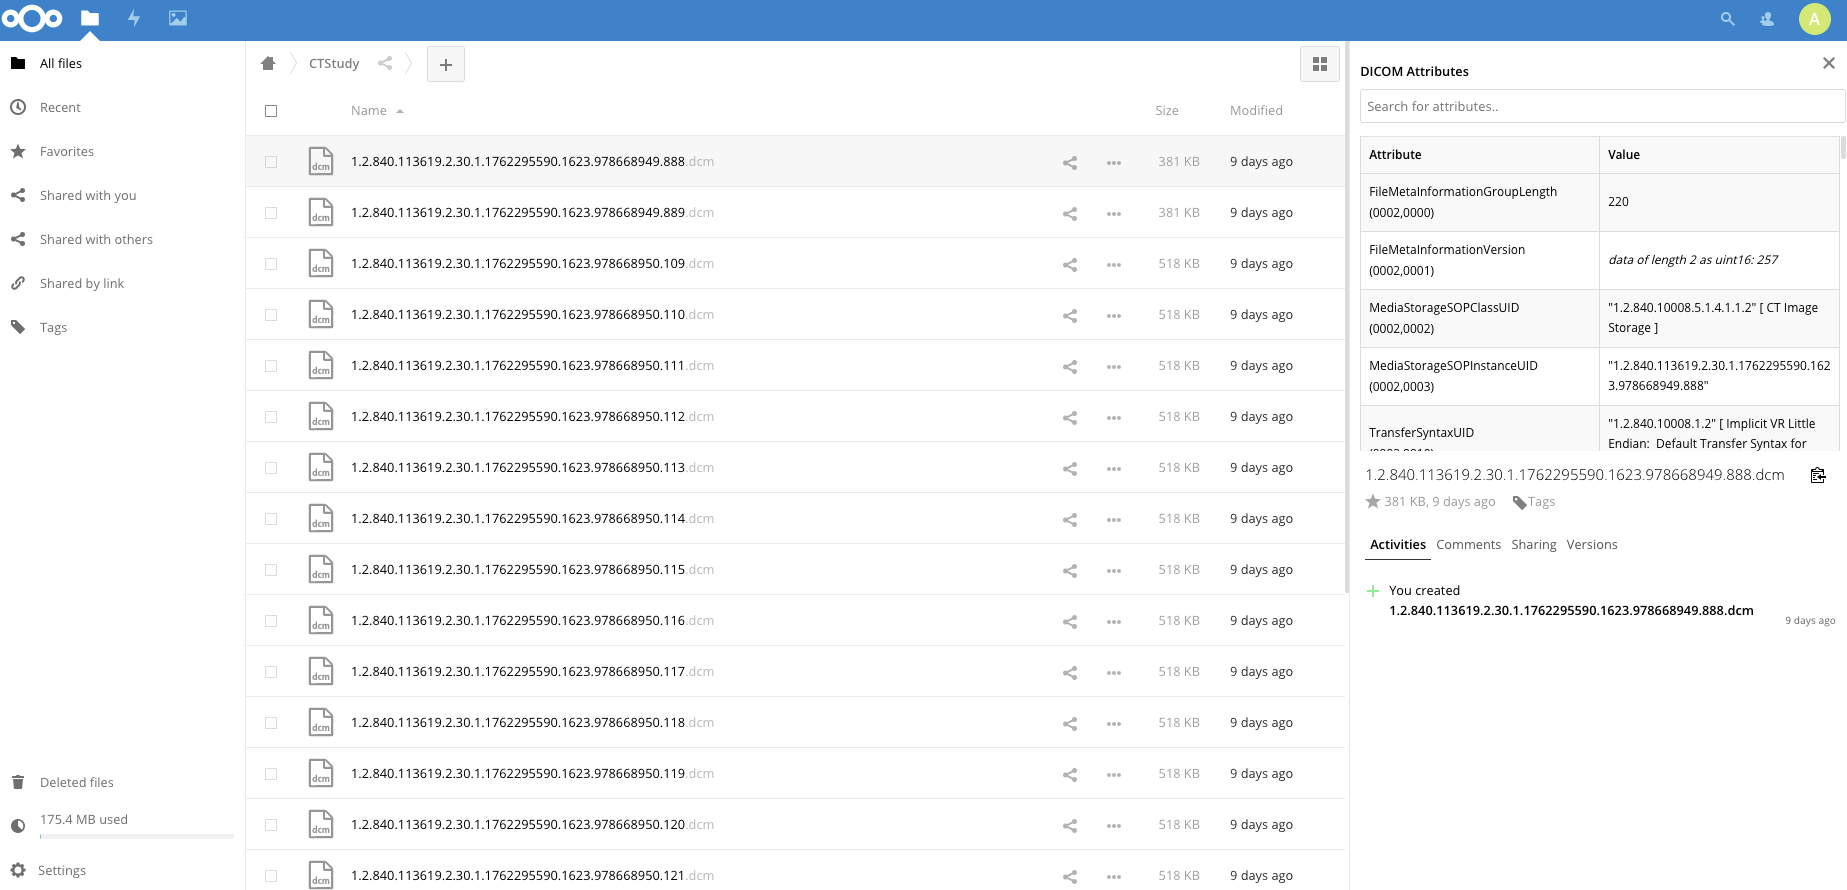 A
All files
Recent
Favorites
Shared with you
Shared with others
Shared by link
Tags
Deleted files
175.4 MB used
Settings
CTStudy
+
Name Size Modified
dcm 1.2.840.113619.2.30.1.1762295590.1623.978668949.888.dcm 381 KB 9 days ago
dcm 1.2.840.113619.2.30.1.1762295590.1623.978668949.889.dcm 381 KB 9 days ago
dcm 1.2.840.113619.2.30.1.1762295590.1623.978668950.109.dcm 518 KB 9 days ago
dcm 1.2.840.113619.2.30.1.1762295590.1623.978668950.110.dcm 518 KB 9 days ago
dcm 1.2.840.113619.2.30.1.1762295590.1623.978668950.111.dcm 518 KB 9 days ago
dcm 1.2.840.113619.2.30.1.1762295590.1623.978668950.112.dcm 518 KB 9 days ago
dcm 1.2.840.113619.2.30.1.1762295590.1623.978668950.113.dcm 518 KB 9 days ago
dcm 1.2.840.113619.2.30.1.1762295590.1623.978668950.114.dcm 518 KB 9 days ago
dcm 1.2.840.113619.2.30.1.1762295590.1623.978668950.115.dcm 518 KB 9 days ago
dcm 1.2.840.113619.2.30.1.1762295590.1623.978668950.116.dcm 518 KB 9 days ago
dcm 1.2.840.113619.2.30.1.1762295590.1623.978668950.117.dcm 518 KB 9 days ago
dcm 1.2.840.113619.2.30.1.1762295590.1623.978668950.118.dcm 518 KB 9 days ago
dcm 1.2.840.113619.2.30.1.1762295590.1623.978668950.119.dcm 518 KB 9 days ago
dcm 1.2.840.113619.2.30.1.1762295590.1623.978668950.120.dcm 518 KB 9 days ago
dcm 1.2.840.113619.2.30.1.1762295590.1623.978668950.121.dcm 518 KB 9 days ago
DICOM Attributes
Search for attributes..
Attribute Value
FileMetaInformationGroupLength
(0002,0000)
220
FileMetaInformationVersion
(0002,0001)
data of length 2 as uint16: 257
MediaStorageSOPClassUID
(0002,0002)
"1.2.840.10008.5.1.4.1.1.2" [ CT Image
Storage ]
MediaStorageSOPInstanceUID
(0002,0003)
"1.2.840.113619.2.30.1.1762295590.162
3.978668949.888"
TransferSyntaxUID
"1.2.840.10008.1.2" [ Implicit VR Little
Endian: Default Transfer Syntax for
1.2.840.113619.2.30.1.1762295590.1623.978668949.888.dcm
381 KB, 9 days ago Tags
Activities Comments Sharing Versions
You created
1.2.840.113619.2.30.1.1762295590.1623.978668949.888.dcm
9 days ago